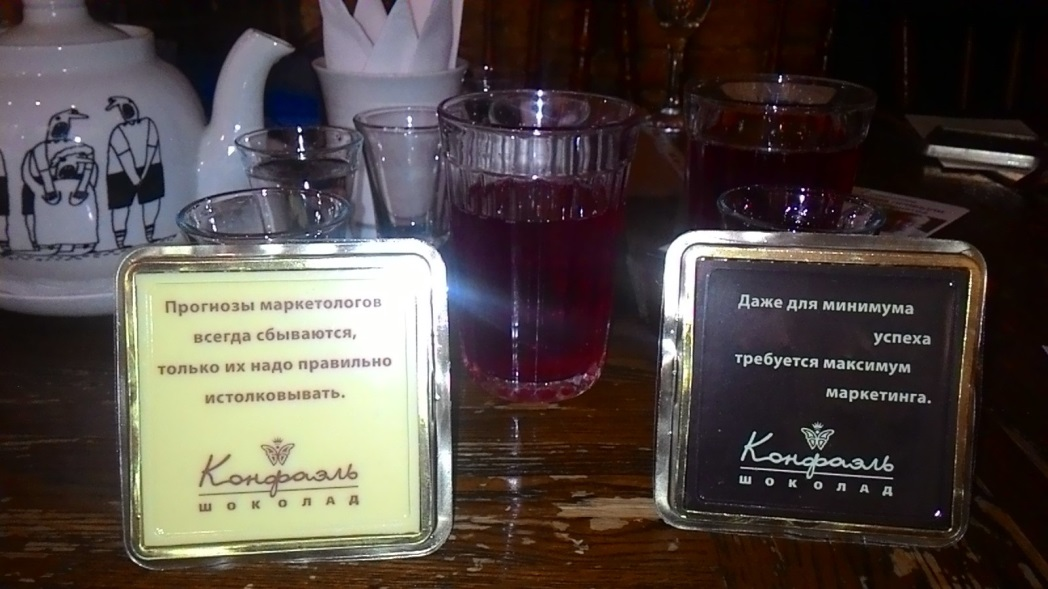 Прогнозы маркетологов
всегда сбываются,
только их надо правильно
истолковывать.
Конфаэль
ШОКОЛАД
Даже для минимума
успеха
требуется максимум
маркетинга.
Конфаэль
ШОКОЛАД